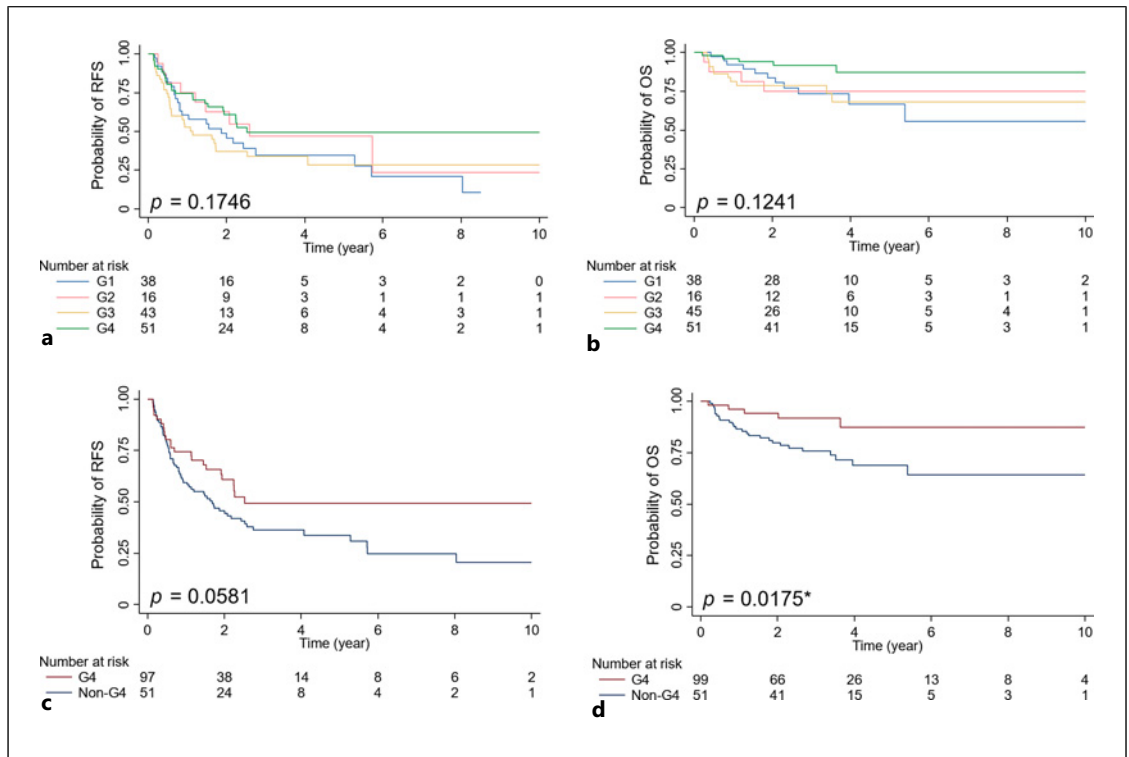 Probability of RFS
1.00
0.75
0.50
0.25
0
p = 0.1746
0 2 4 6 8 10
Time (year)
Number at risk
G1 38 16 5 3 2 0
G2 16 9 3 1 1 1
G3 43 13 6 4 3 1
G4 51 24 8 4 2 1
a
Probability of OS
1.00
0.75
0.50
0.25
0
p = 0.1241
0 2 4 6 8 10
Time (year)
Number at risk
G1 38 28 10 5 3 2
G2 16 12 6 3 1 1
G3 45 26 10 5 4 1
G4 51 41 15 5 3 1
b
Probability of RFS
1.00
0.75
0.50
0.25
0
p = 0.0581
0 2 4 6 8 10
Time (year)
Number at risk
G4 97 38 14 8 6 2
Non-G4 51 24 8 4 2 1
c
Probability of OS
1.00
0.75
0.50
0.25
0
p = 0.0175*
0 2 4 6 8 10
Time (year)
Number at risk
G4 99 66 26 13 8 4
Non-G4 51 41 15 5 3 1
d